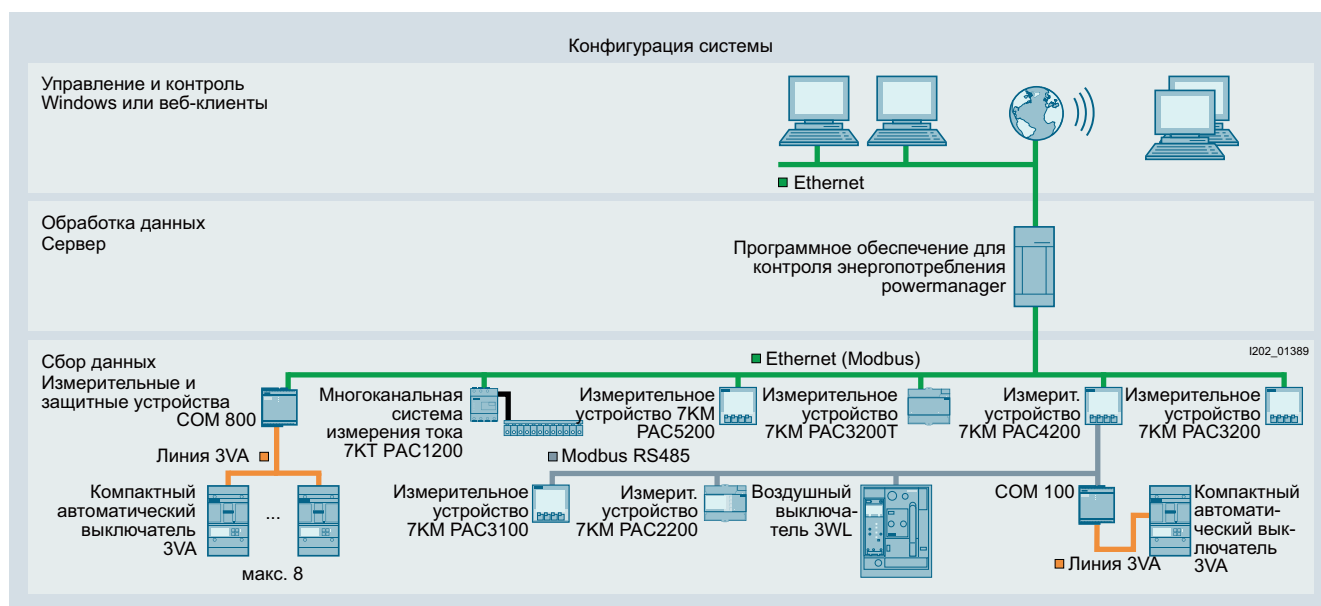 Конфигурация системы
Управление и контроль
Windows или веб-клиенты
Ethernet
Обработка данных
Сервер
Программное обеспечение для
контроля энергопотребления
powermanager
Сбор данных
Измерительные и
защитные устройства
Ethernet (Modbus)
I202_01389
COM 800
Многоканальная
система
измерения тока
7KT PAC1200
Измерительное
устройство 7KM
PAC5200
Измерительное
устройство
7KM PAC3200T
Измерит.
устройство
7KM PAC4200
Измерительное
устройство
7KM PAC3200
Линия 3VA
Modbus RS485
Компактный
автоматический
выключатель
3VA
...
макс. 8
Измерительное
устройство
7KM PAC3100
Измерит.
устройство
7KM PAC2200
Воздушный
выключа-
тель 3WL
COM 100
Компактный
автомати-
ческий вык-
лючатель
3VA
Линия 3VA